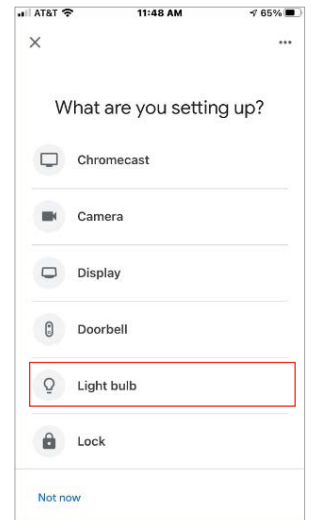 AT&T 11:48 AM 65%
What are you setting up?
Chromecast
Camera
Display
Doorbell
Light bulb
Lock
Not now